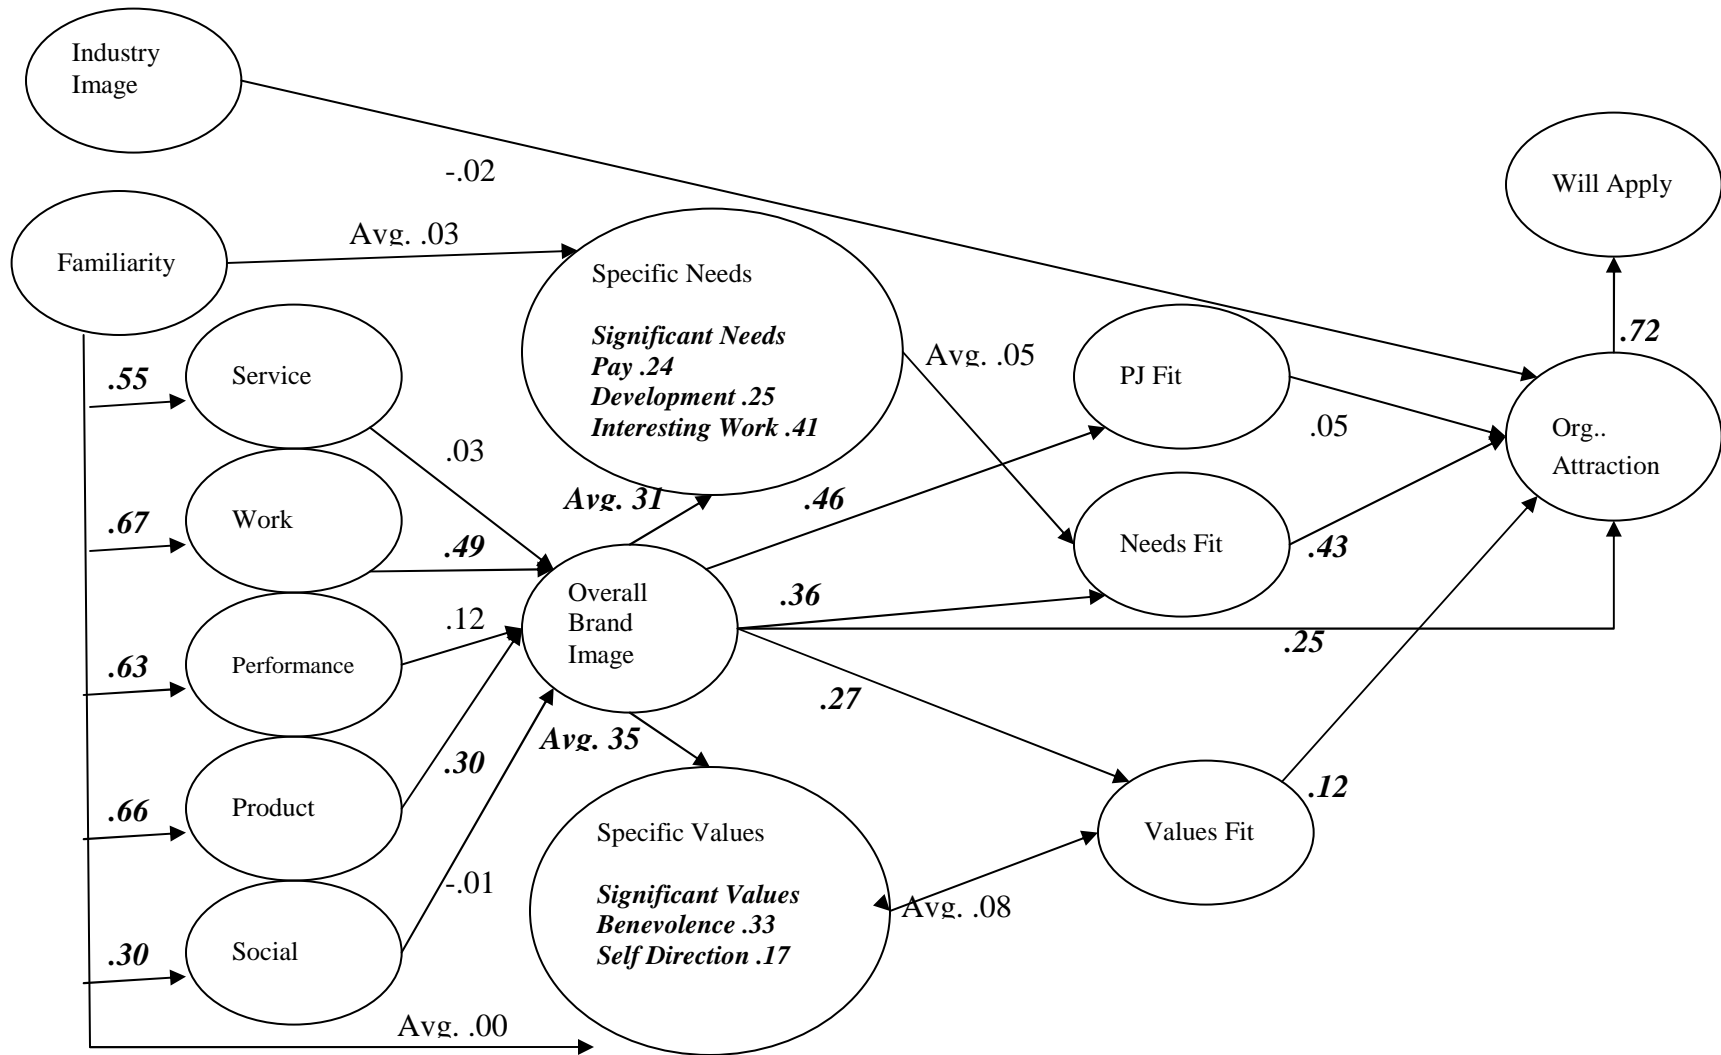 Industry
Image
-.02
Will Apply
Familiarity
Avg. .03
Specific Needs
Significant Needs
Pay .24
Development .25
Interesting Work .41
Avg. .05
.72
.55
Service
.03
PJ Fit
.05
Org..
Attraction
.67
Work
.49
Avg. 31
.46
Needs Fit
.43
.63
Performance
.12
Overall
Brand
Image
.36
.25
.27
.66
Product
.30
Avg. 35
.12
Specific Values
Significant Values
Benevolence .33
Self Direction .17
Values Fit
Avg. .08
.30
Social
-.01
Avg. .00